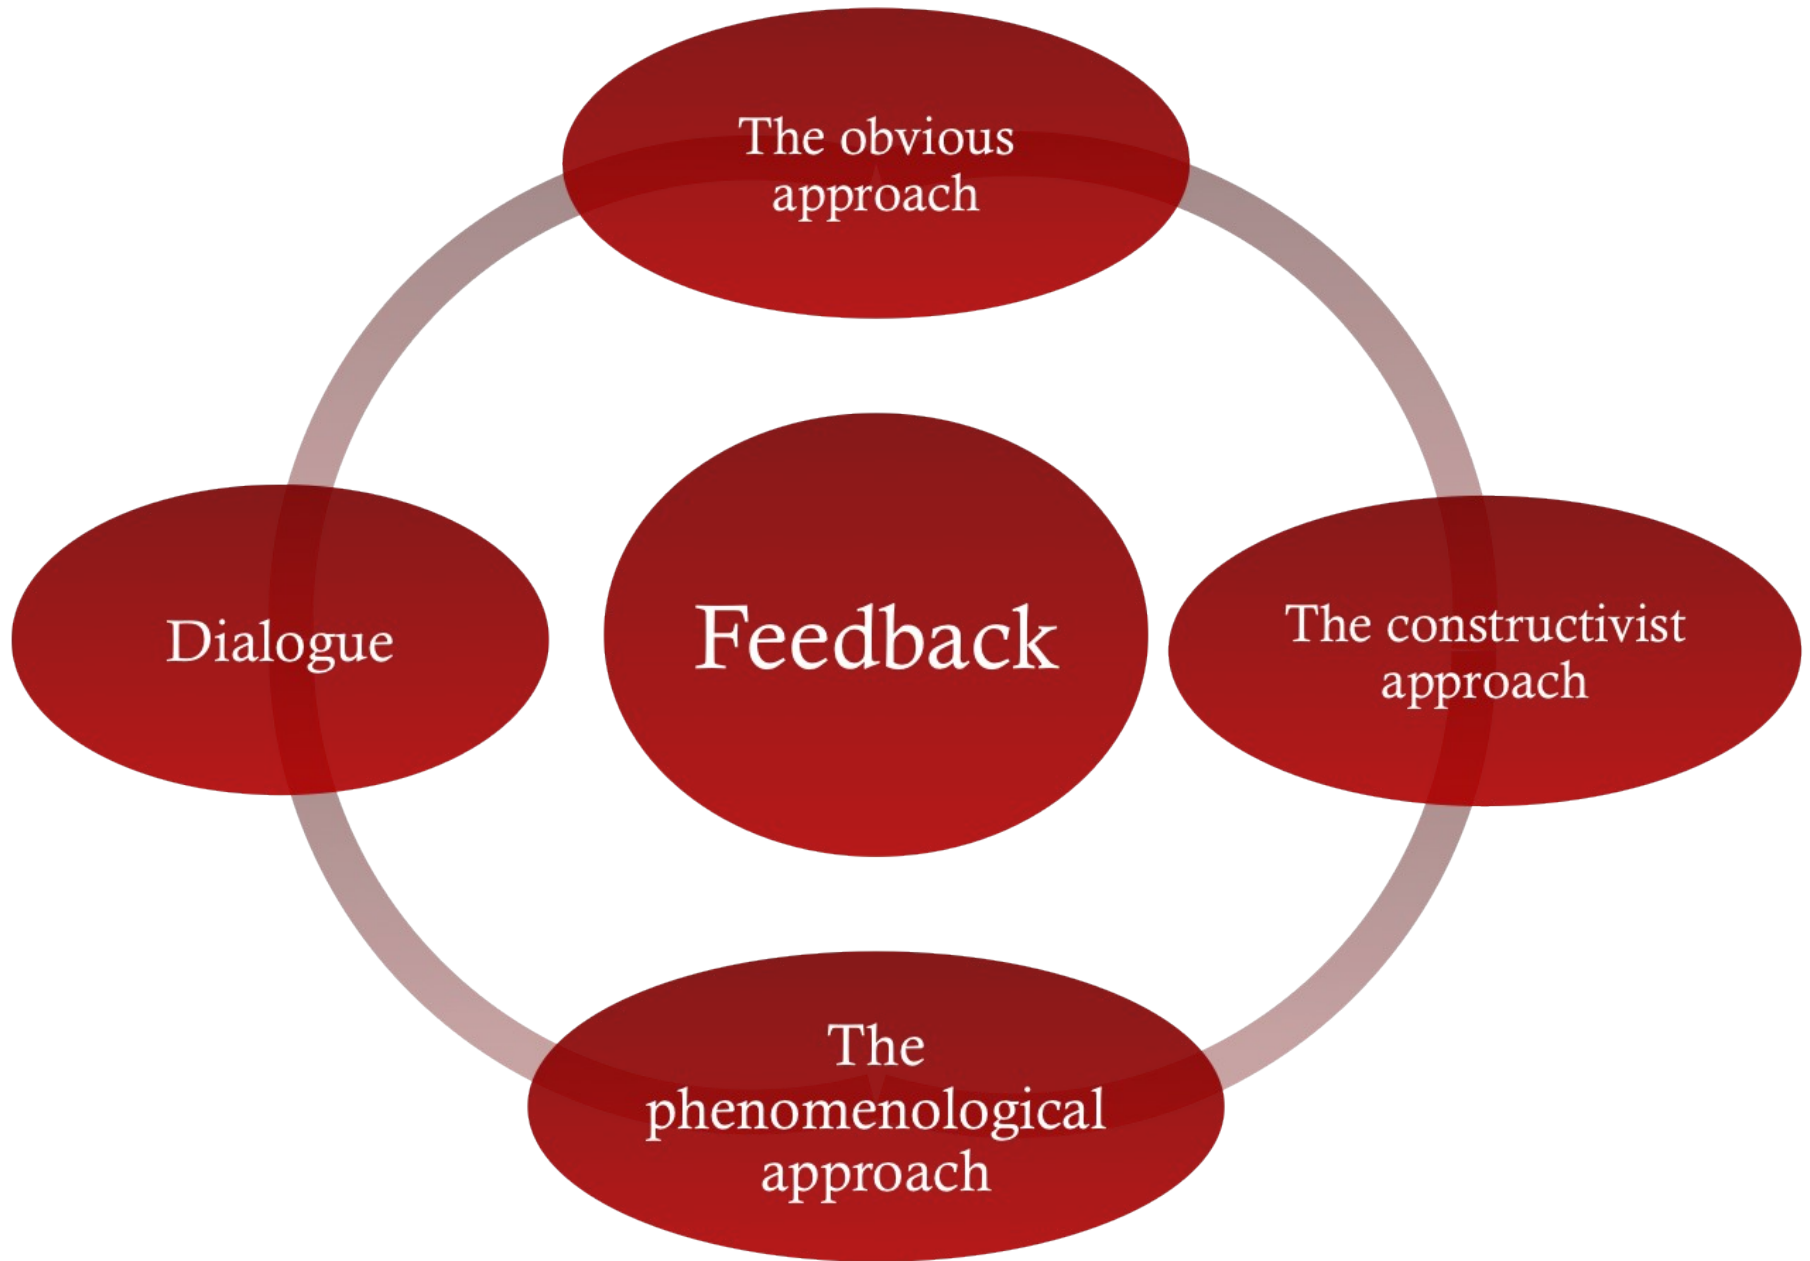 The obvious
approach
Dialogue
Feedback
The constructivist
approach
The
phenomenological
approach